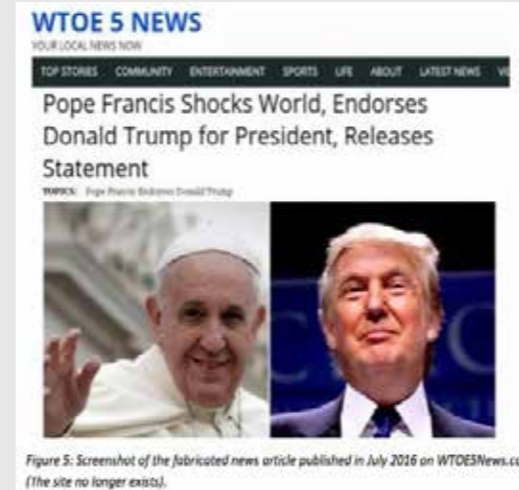 WTOE 5 NEWS
YOUR LOCAL NEWS NOW
TOP STORIES COMMUNITY ENTERTAINMENT SPORTS LIFE ABOUT LATEST NEWS
Pope Francis Shocks World, Endorses
Donald Trump for President, Releases
Statement
TOPICS: Pope Francis Endorses Donald Trump
Figure 5: Screenshot of the fabricated news article published in July 2016 on WTOE5News.co
(The site no longer exists).